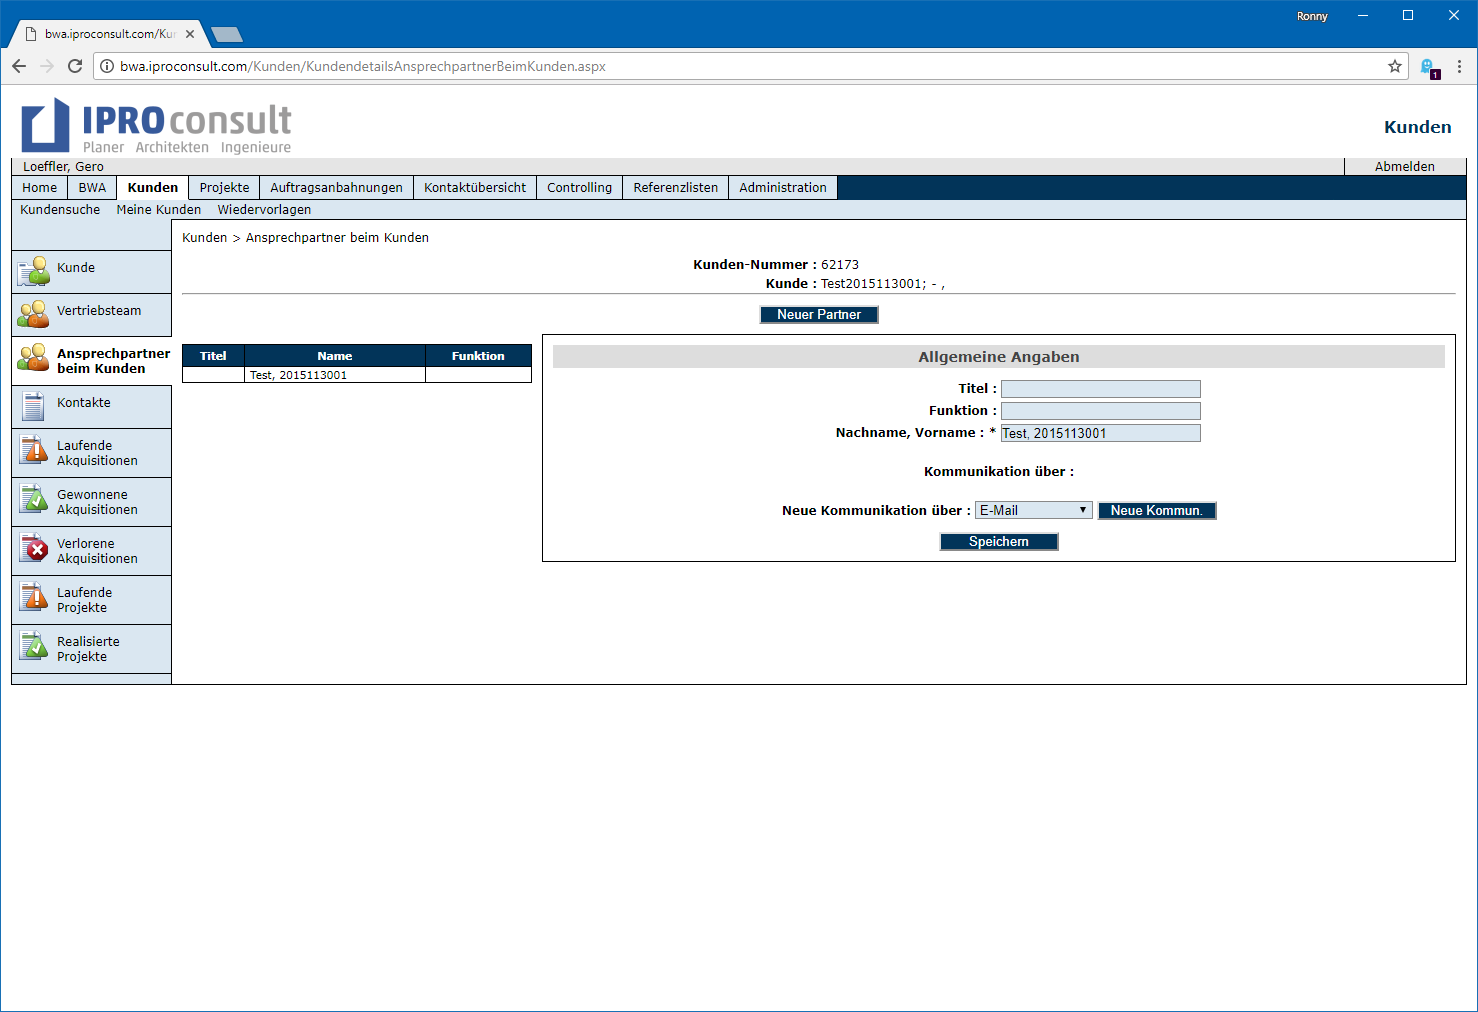 Ronny
bwa.iproconsult.com/Kun
bwa.iproconsult.com/Kunden/KundendetailsAnsprechpartnerBeimKunden.aspx
1
IPROconsult
Planer Architekten Ingenieure
Kunden
Loeffler, Gero
Abmelden
Home BWA Kunden Projekte Auftragsanbahnungen Kontaktübersicht Controlling Referenzlisten Administration
Kundensuche Meine Kunden Wiedervorlagen
Kunden > Ansprechpartner beim Kunden
Kunden-Nummer : 62173
Kunde : Test2015113001; - ,
Neuer Partner
Kunde
Vertriebsteam
Ansprechpartner
beim Kunden
Kontakte
Laufende
Akquisitionen
Gewonnene
Akquisitionen
Verlorene
Akquisitionen
Laufende
Projekte
Realisierte
Projekte
Titel Name Funktion
Test, 2015113001
Allgemeine Angaben
Titel :
Funktion :
Nachname, Vorname : * Test, 2015113001
Kommunikation über :
Neue Kommunikation über : E-Mail Neue Kommun.
Speichern